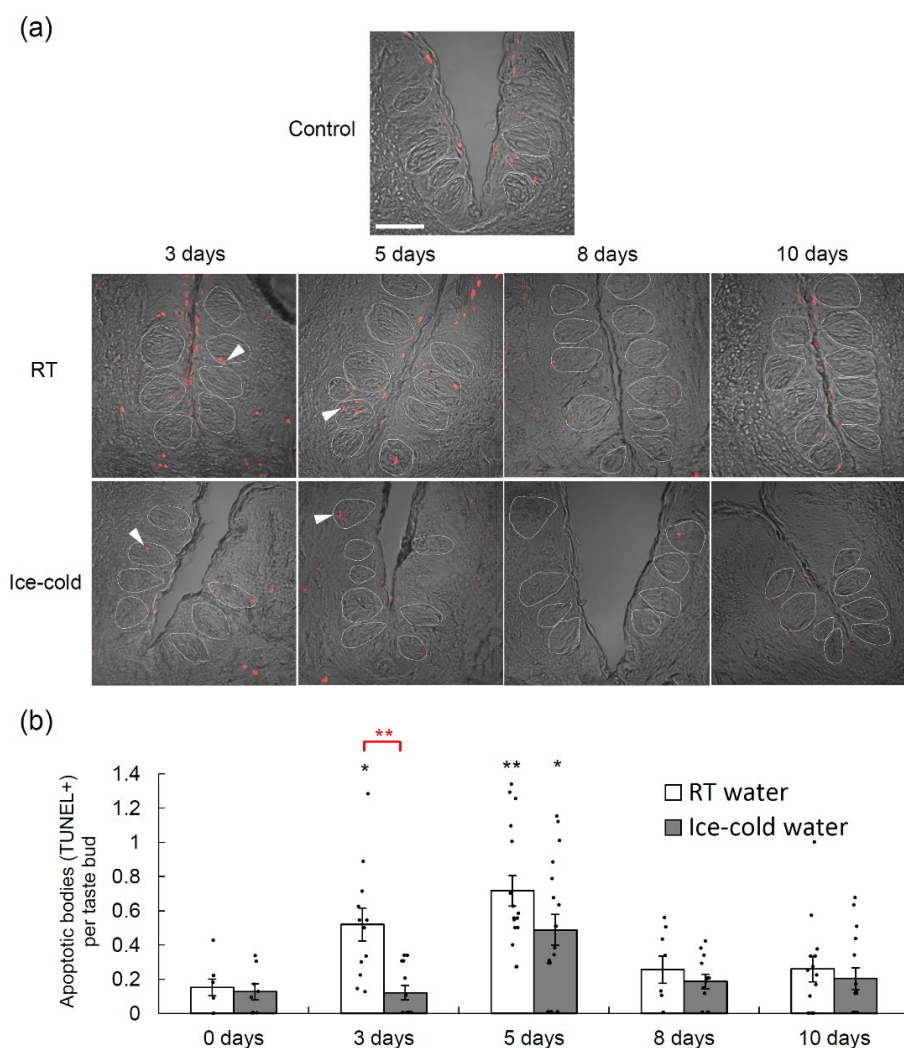 (a)
Control
3 days 5 days 8 days 10 days
RT
Ice-cold
(b)
**
* ** *
RT water
Ice-cold water
Apoptotic bodies (TUNEL+)
per taste bud
1.4
1.2
1
0.8
0.6
0.4
0.2
0
0 days 3 days 5 days 8 days 10 days